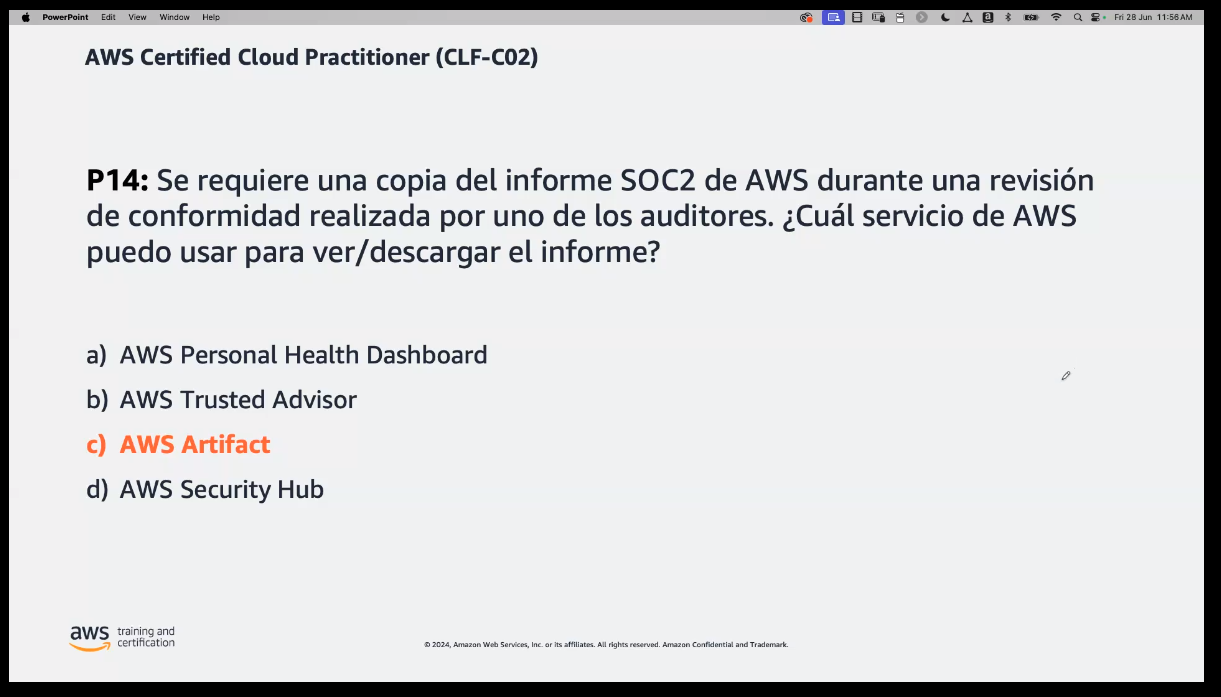 PowerPoint Edit View Window Help Fri 28 Jun 11:56 AM
AWS Certified Cloud Practitioner (CLF-C02)
P14: Se requiere una copia del informe SOC2 de AWS durante una revisión
de conformidad realizada por uno de los auditores. ¿Cuál servicio de AWS
puedo usar para ver/descargar el informe?
a) AWS Personal Health Dashboard
b) AWS Trusted Advisor
c) AWS Artifact
d) AWS Security Hub
aws training and
certification
© 2024, Amazon Web Services, Inc. or its affiliates. All rights reserved. Amazon Confidential and Trademark.